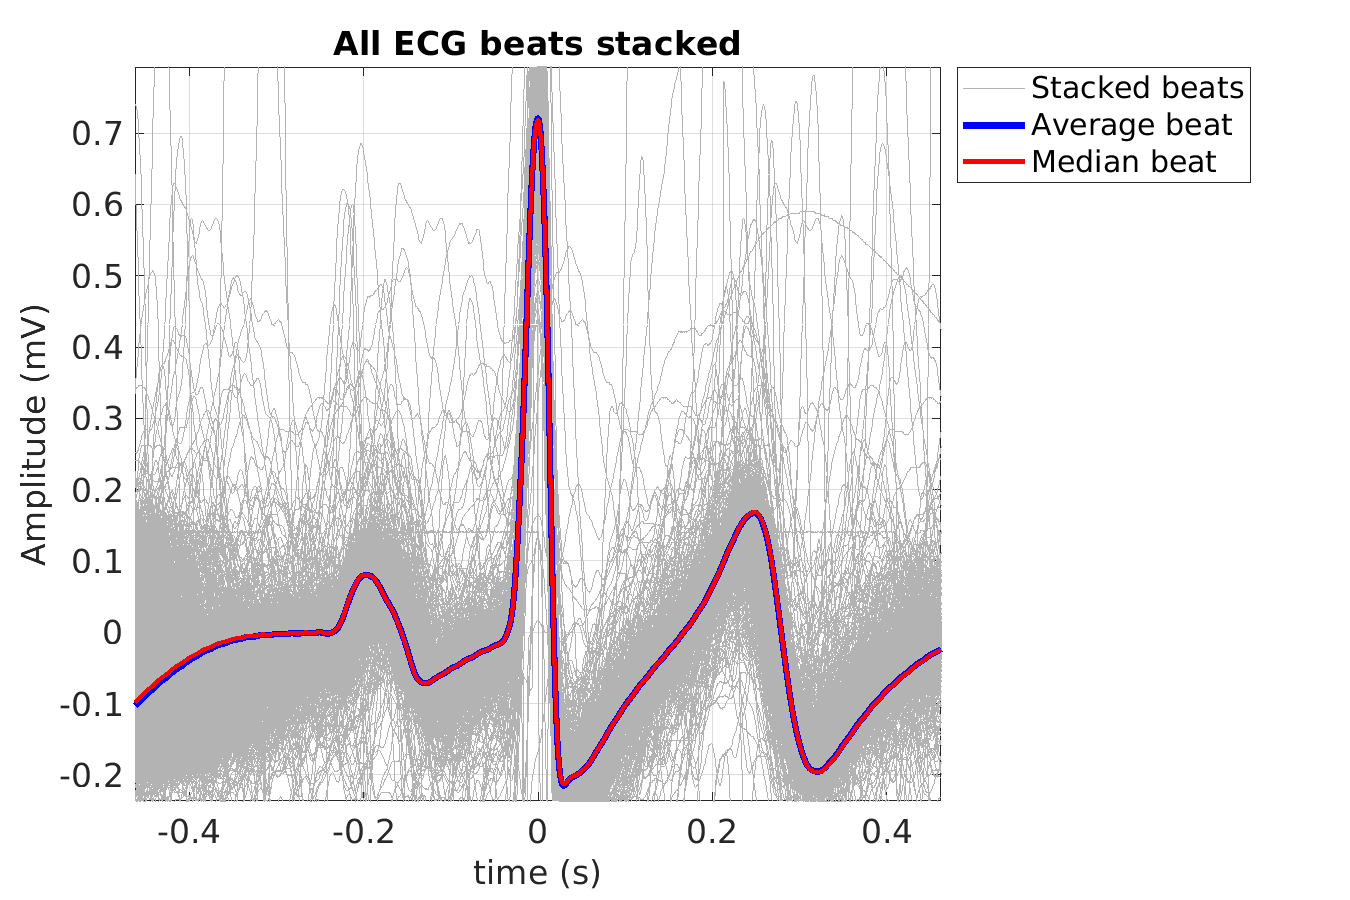 All ECG beats stacked
Stacked beats
Average beat
Median beat
Amplitude (mV)
0.7
0.6
0.5
0.4
0.3
0.2
0.1
0
-0.1
-0.2
-0.4 -0.2 0 0.2 0.4
time (s)